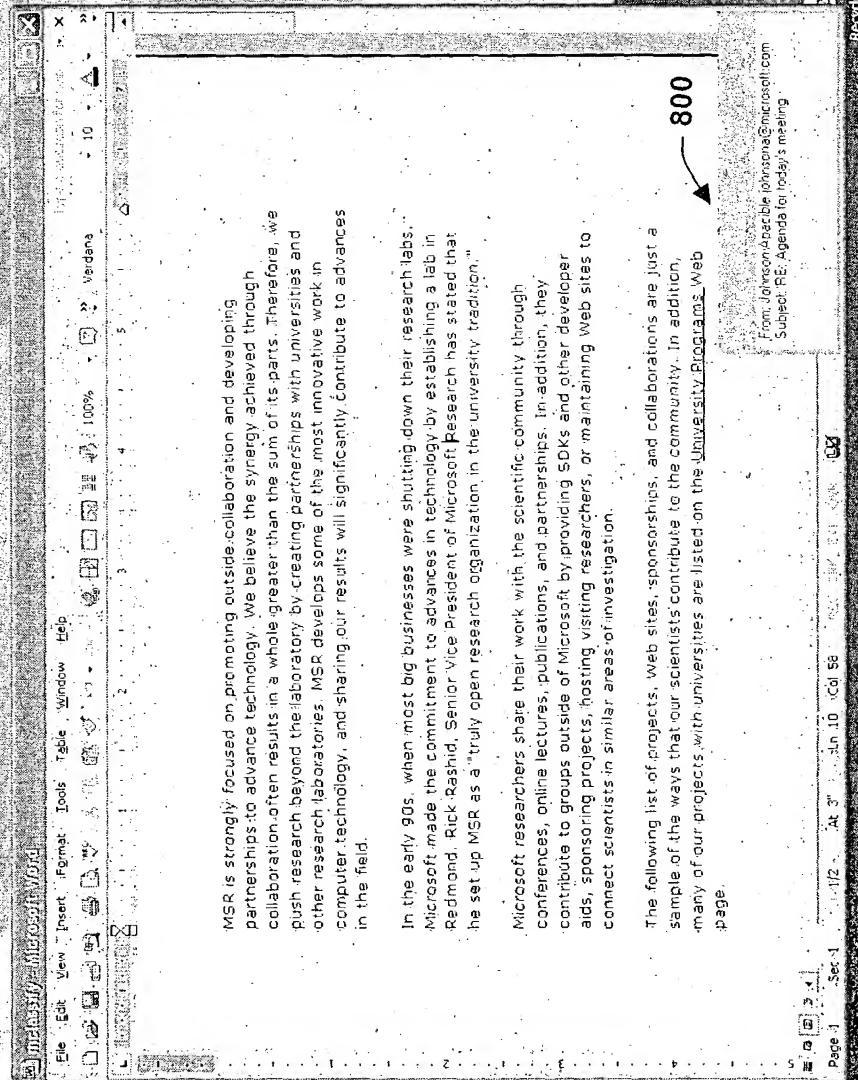 Microsoft Word
File Edit View Insert Format Tools Table Window Help
100% Verdana 10
MSR is strongly focused on promoting outside collaboration and developing
partnerships to advance technology. We believe the synergy achieved through
collaboration often results in a whole greater than the sum of its parts. Therefore, we
push research beyond the laboratory by creating partnerships with universities and
other research laboratories. MSR develops some of the most innovative work in
computer technology, and sharing our results will significantly contribute to advances
in the field.
In the early 90s, when most big businesses were shutting down their research labs,
Microsoft made the commitment to advances in technology by establishing a lab in
Redmond. Rick Rashid, Senior Vice President of Microsoft Research has stated that
he set up MSR as a "truly open research organization in the university tradition."
Microsoft researchers share their work with the scientific community through
conferences, online lectures, publications, and partnerships. In addition, they
contribute to groups outside of Microsoft by providing SDKs and other developer
aids, sponsoring projects, hosting visiting researchers, or maintaining Web sites to
connect scientists in similar areas of investigation.
The following list of projects, Web sites, sponsorships, and collaborations are just a
sample of the ways that our scientists contribute to the community. In addition,
many of our projects with universities are listed on the University Programs Web
page.
800
From: Johnson Apacible johnsona@microsoft.com
Subject: RE: Agenda for today's meeting
Page 1 Sec 1 1/2 At 3" Ln 10 Col 58